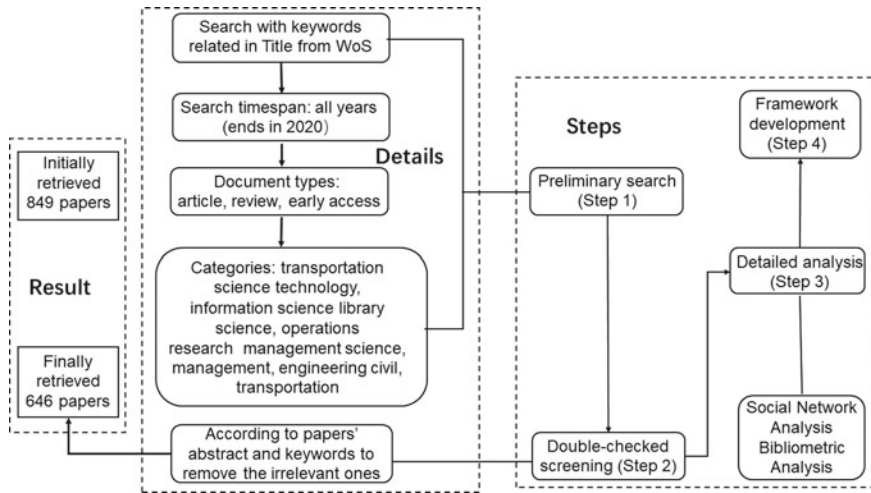 Search with keywords
related in Title from WoS
Search timespan: all years
(ends in 2020)
Details
Document types:
article, review, early access
Categories: transportation
science technology,
information science library
science, operations
research management science,
management, engineering civil,
transportation
According to papers'
abstract and keywords to
remove the irrelevant ones
Initially
retrieved
849 papers
Result
Finally
retrieved
646 papers
Steps
Preliminary search
(Step 1)
Double-checked
screening (Step 2)
Framework
development
(Step 4)
Detailed analysis
(Step 3)
Social Network
Analysis
Bibliometric
Analysis